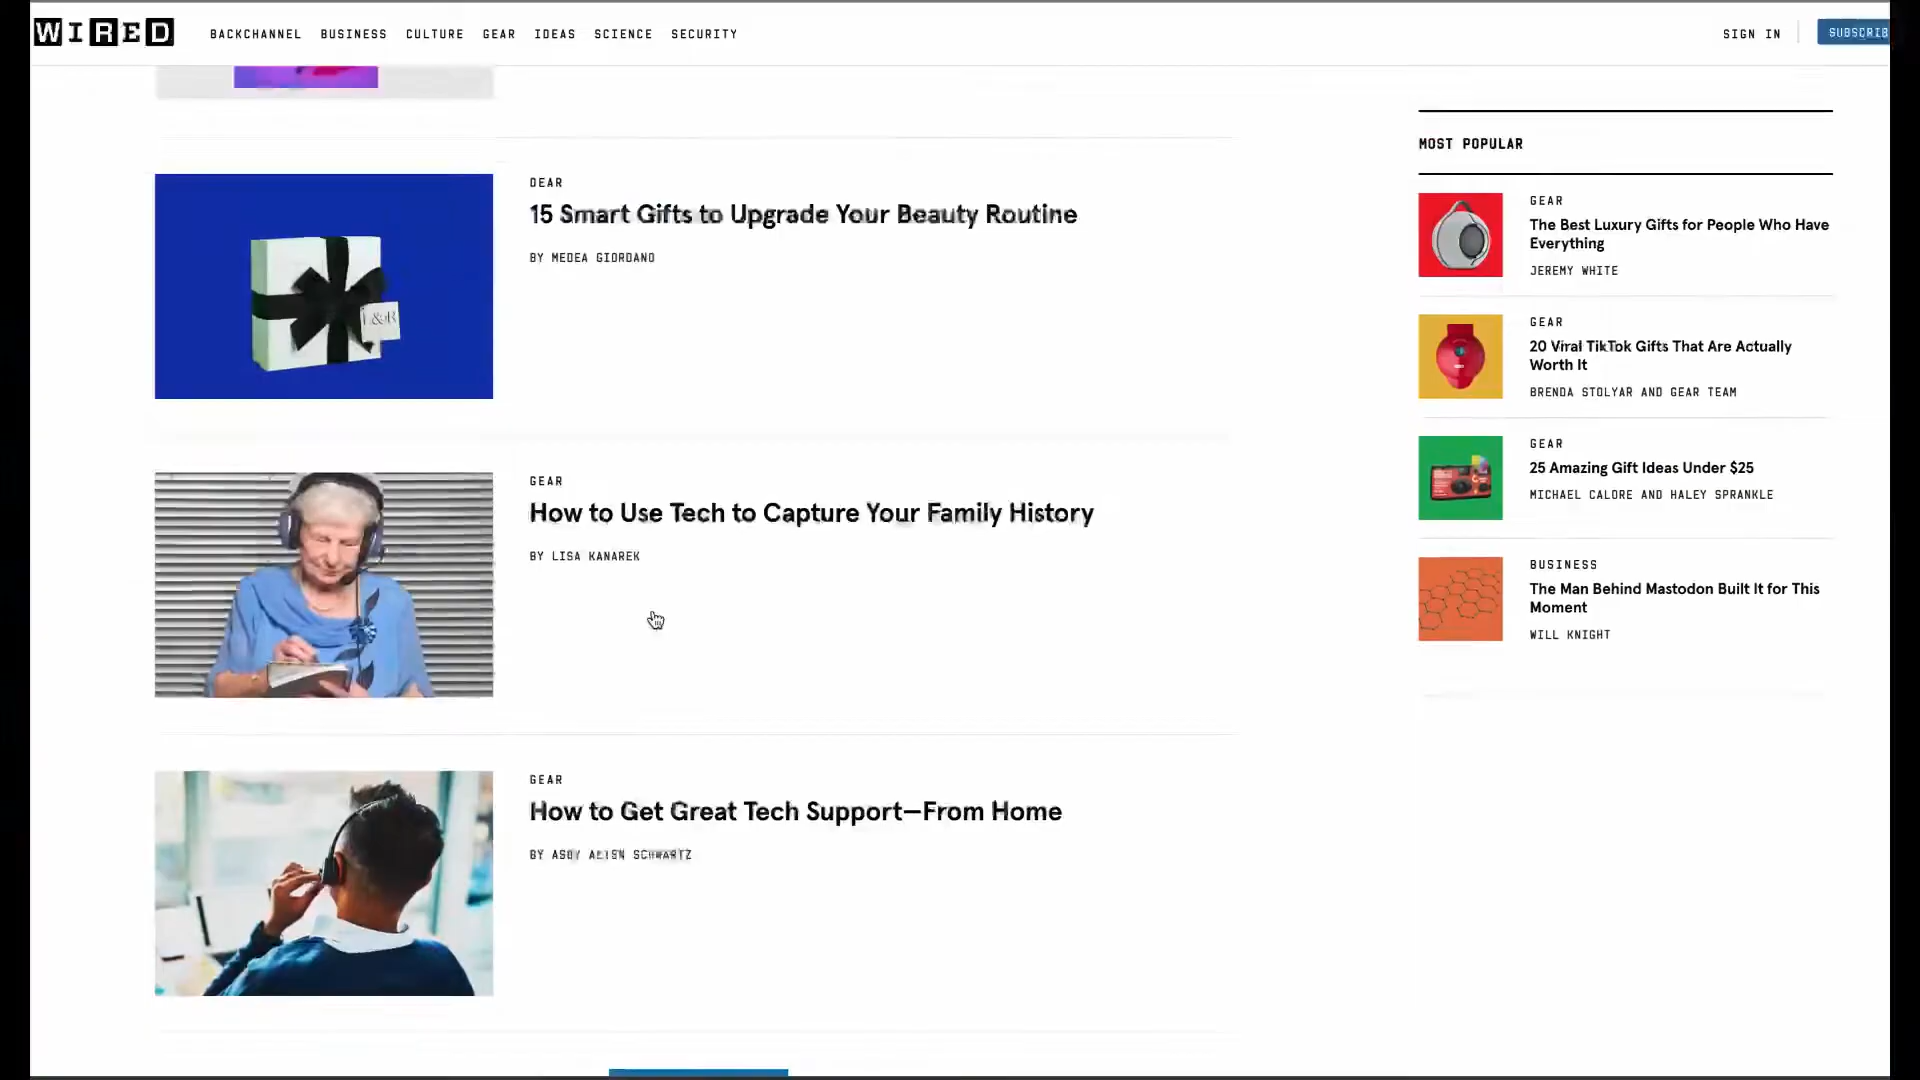 WIRED
BACKCHANNEL BUSINESS CULTURE GEAR IDEAS SCIENCE SECURITY
SIGN IN
SUBSCRIB
DEAR
15 Smart Gifts to Upgrade Your Beauty Routine
BY MEDEA GIORDANO
GEAR
How to Use Tech to Capture Your Family History
BY LISA KANAREK
GEAR
How to Get Great Tech Support—From Home
BY SCHWARTZ
MOST POPULAR
GEAR
The Best Luxury Gifts for People Who Have
Everything
JEREMY WHITE
GEAR
20 Viral TikTok Gifts That Are Actually
Worth It
BRENDA STOLYAR AND GEAR TEAM
GEAR
25 Amazing Gift Ideas Under $25
MICHAEL CALORE AND HALEY SPRANKLE
BUSINESS
The Man Behind Mastodon Built It for This
Moment
WILL KNIGHT